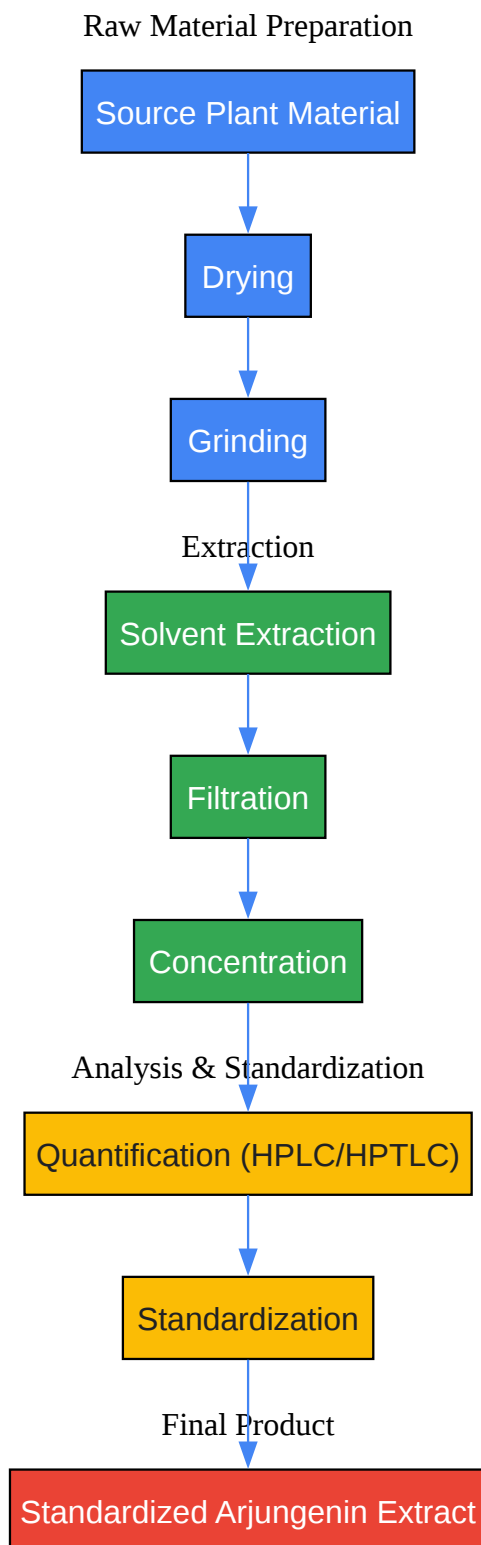 Raw Material Preparation
Source Plant Material
Drying
Grinding
Extraction
Solvent Extraction
Filtration
Concentration
Analysis & Standardization
Quantification (HPLC/HPTLC)
Standardization
Final Product
Standardized Arjungenin Extract